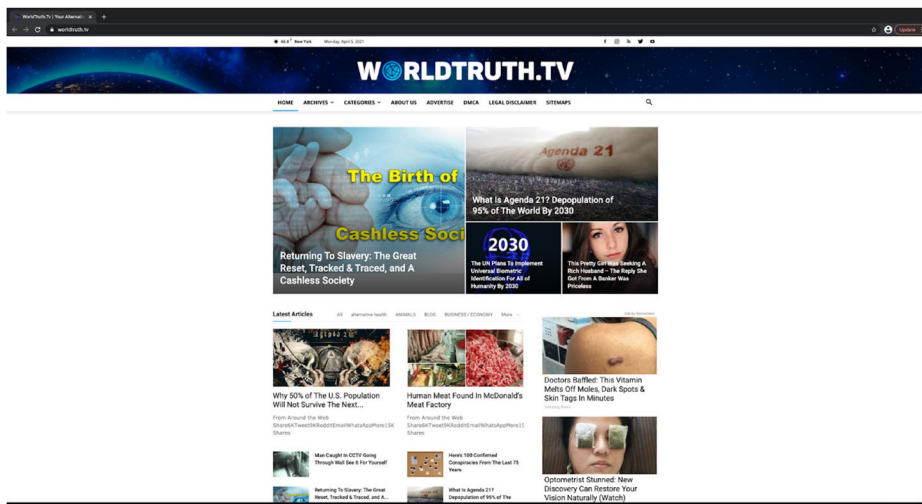 WorldTruth.Tv | Your Alternati
worldtruth.tv
Update
New York Monday, April 5, 2021
W RLDTRUTH.TV
HOME ARCHIVES CATEGORIES ABOUT US ADVERTISE DMCA LEGAL DISCLAIMER SITEMAPS
The Birth of
Cashless Soci
Returning To Slavery: The Great
Reset, Tracked & Traced, and A
Cashless Society
Agenda 21
What is Agenda 21? Depopulation of
95% of The World By 2030
2030
The UN Plans To Implement
Universal Biometric
Identification For All of
Humanity By 2030
This Pretty Girl Was Seeking A
Rich Husband – The Reply She
Got From A Banker Was
Priceless
Latest Articles All alternative health ANIMALS BLOG BUSINESS / ECONOMY More
Why 50% of The U.S. Population
Will Not Survive The Next...
From Around the Web
Share6KTweet9KRedditEmailWhatsAppMore15K
Shares
Human Meat Found In McDonald's
Meat Factory
From Around the Web
Shares
Man Caught In CCTV Going
Through Wall See It For Yourself
Here's 100 Confirmed
Conspiracies From The Last 75
Years
Returning To Slavery: The Great
Reset, Tracked & Traced, and A...
What is Agenda 21?
Depopulation of 95% of The
Doctors Baffled: This Vitamin
Melts Off Moles, Dark Spots &
Skin Tags In Minutes
Trending News
Optometrist Stunned: New
Discovery Can Restore Your
Vision Naturally (Watch)